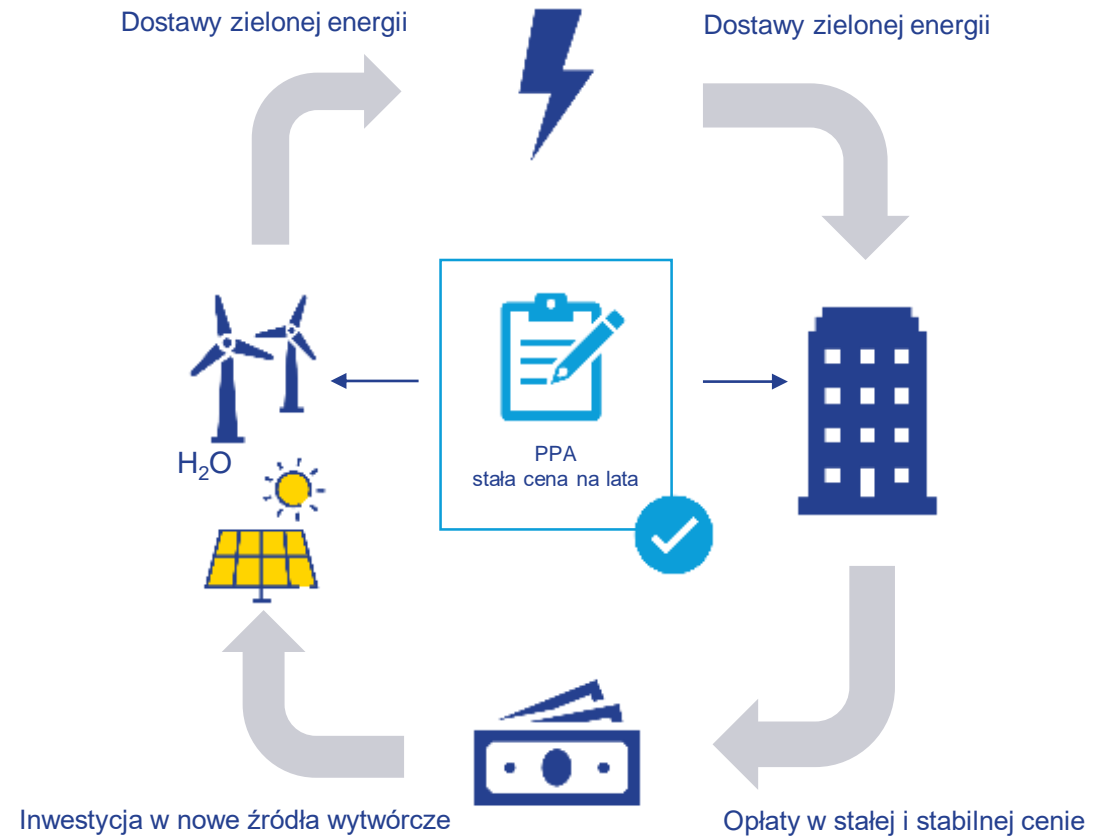 Dostawy zielonej energii
Dostawy zielonej energii
PPA
stała cena na lata
H₂O
Inwestycja w nowe źródła wytwórcze
Opłaty w stałej i stabilnej cenie